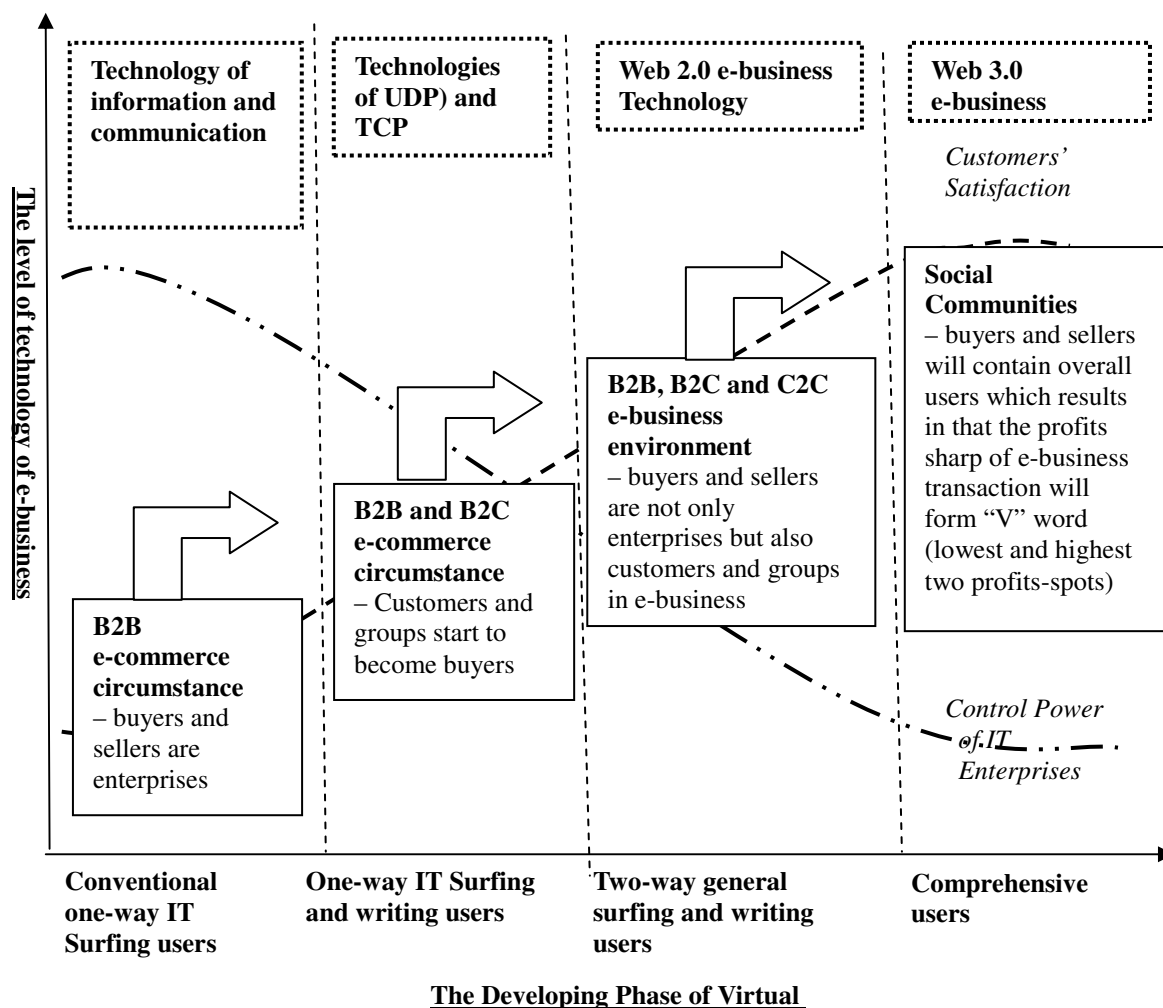 Technology of
information and
communication
Technologies
of UDP) and
TCP
Web 2.0 e-business
Technology
Web 3.0
e-business
Customers’
Satisfaction
The level of technology of e-business
Social
Communities
– buyers and sellers
will contain overall
users which results
in that the profits
sharp of e-business
transaction will
form “V” word
(lowest and highest
two profits-spots)
B2B, B2C and C2C
e-business
environment
– buyers and sellers
are not only
enterprises but also
customers and groups
in e-business
B2B and B2C
e-commerce
circumstance
– Customers and
groups start to
become buyers
B2B
e-commerce
circumstance
– buyers and
sellers are
enterprises
Control Power
of IT
Enterprises
Conventional
one-way IT
Surfing users
One-way IT Surfing
and writing users
Two-way general
surfing and writing
users
Comprehensive
users
The Developing Phase of Virtual